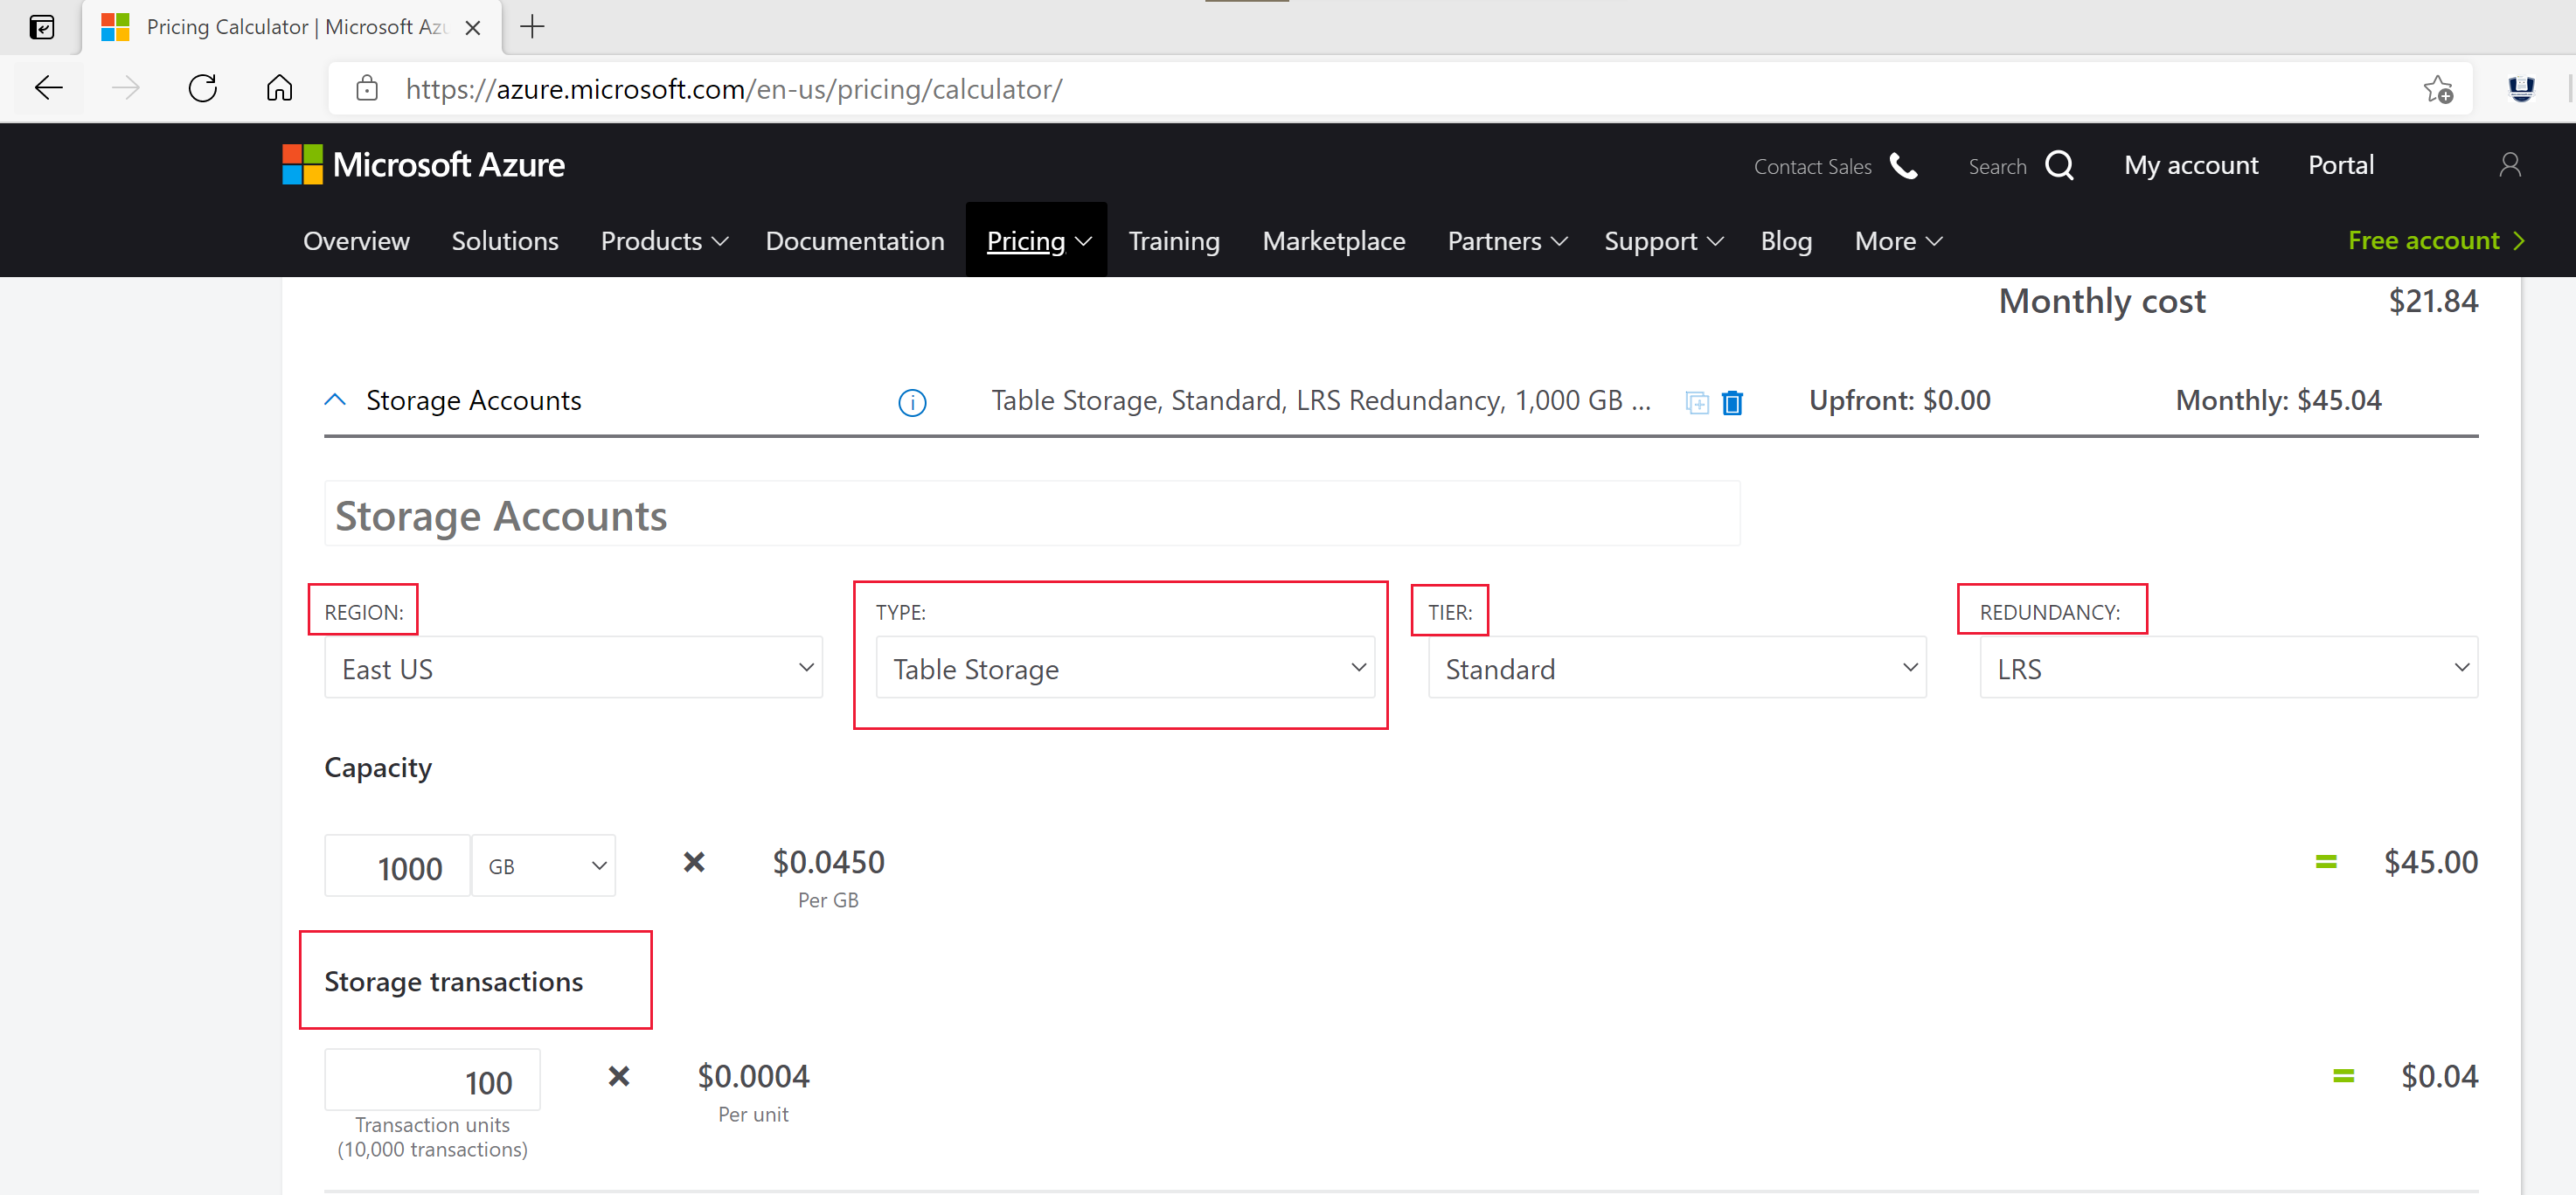 Pricing Calculator | Microsoft Azu
https://azure.microsoft.com/en-us/pricing/calculator/
Microsoft Azure
Contact Sales Search My account Portal
Overview Solutions Products Documentation Pricing Training Marketplace Partners Support Blog More Free account
Monthly cost $21.84
Storage Accounts Table Storage, Standard, LRS Redundancy, 1,000 GB ... Upfront: $0.00 Monthly: $45.04
Storage Accounts
REGION: TYPE: TIER: REDUNDANCY:
East US Table Storage Standard LRS
Capacity
1000 GB × $0.0450 = $45.00
Per GB
Storage transactions
100 × $0.0004 = $0.04
Transaction units Per unit
(10,000 transactions)